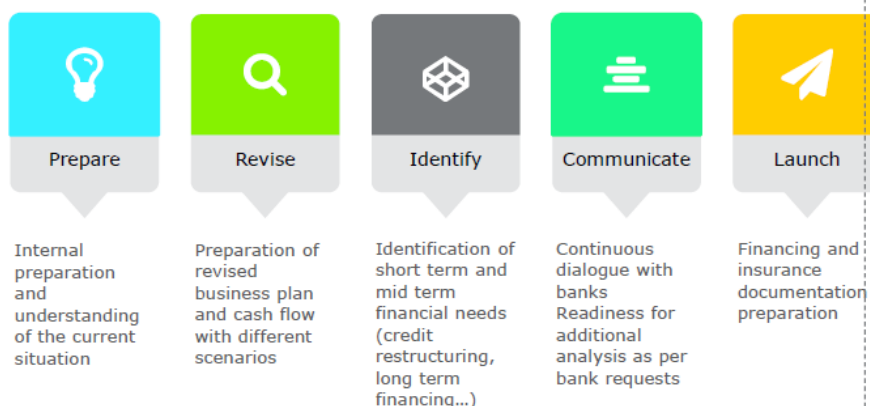 Prepare
Revise
Identify
Communicate
Launch
Internal
preparation
and
understanding
of the current
situation
Preparation of
revised
business plan
and cash flow
with different
scenarios
Identification of
short term and
mid term
financial needs
(credit
restructuring,
long term
financing...)
Continuous
dialogue with
banks
Readiness for
additional
analysis as per
bank requests
Financing and
insurance
documentation
preparation